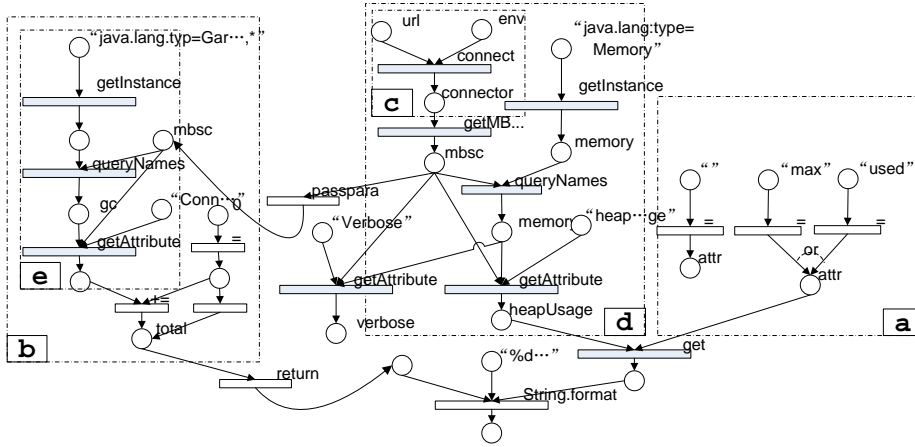 url
env
“java.lang.typ=Gar⋯,*”
“java.lang.type=
Memory”
connect
getInstance
getInstance
c
connector
getMB...
mbsc
memory
mbsc
“ ”
“max”
“used”
queryNames
queryNames
passpara
gc
“Conn⋯
0
“Verbose”
memory
“heap⋯ge”
=
=
=
=
getAttribute
or
attr
attr
e
getAttribute
getAttribute
+=
heapUsage
d
a
total
verbose
b
get
“%d⋯”
return
String.format